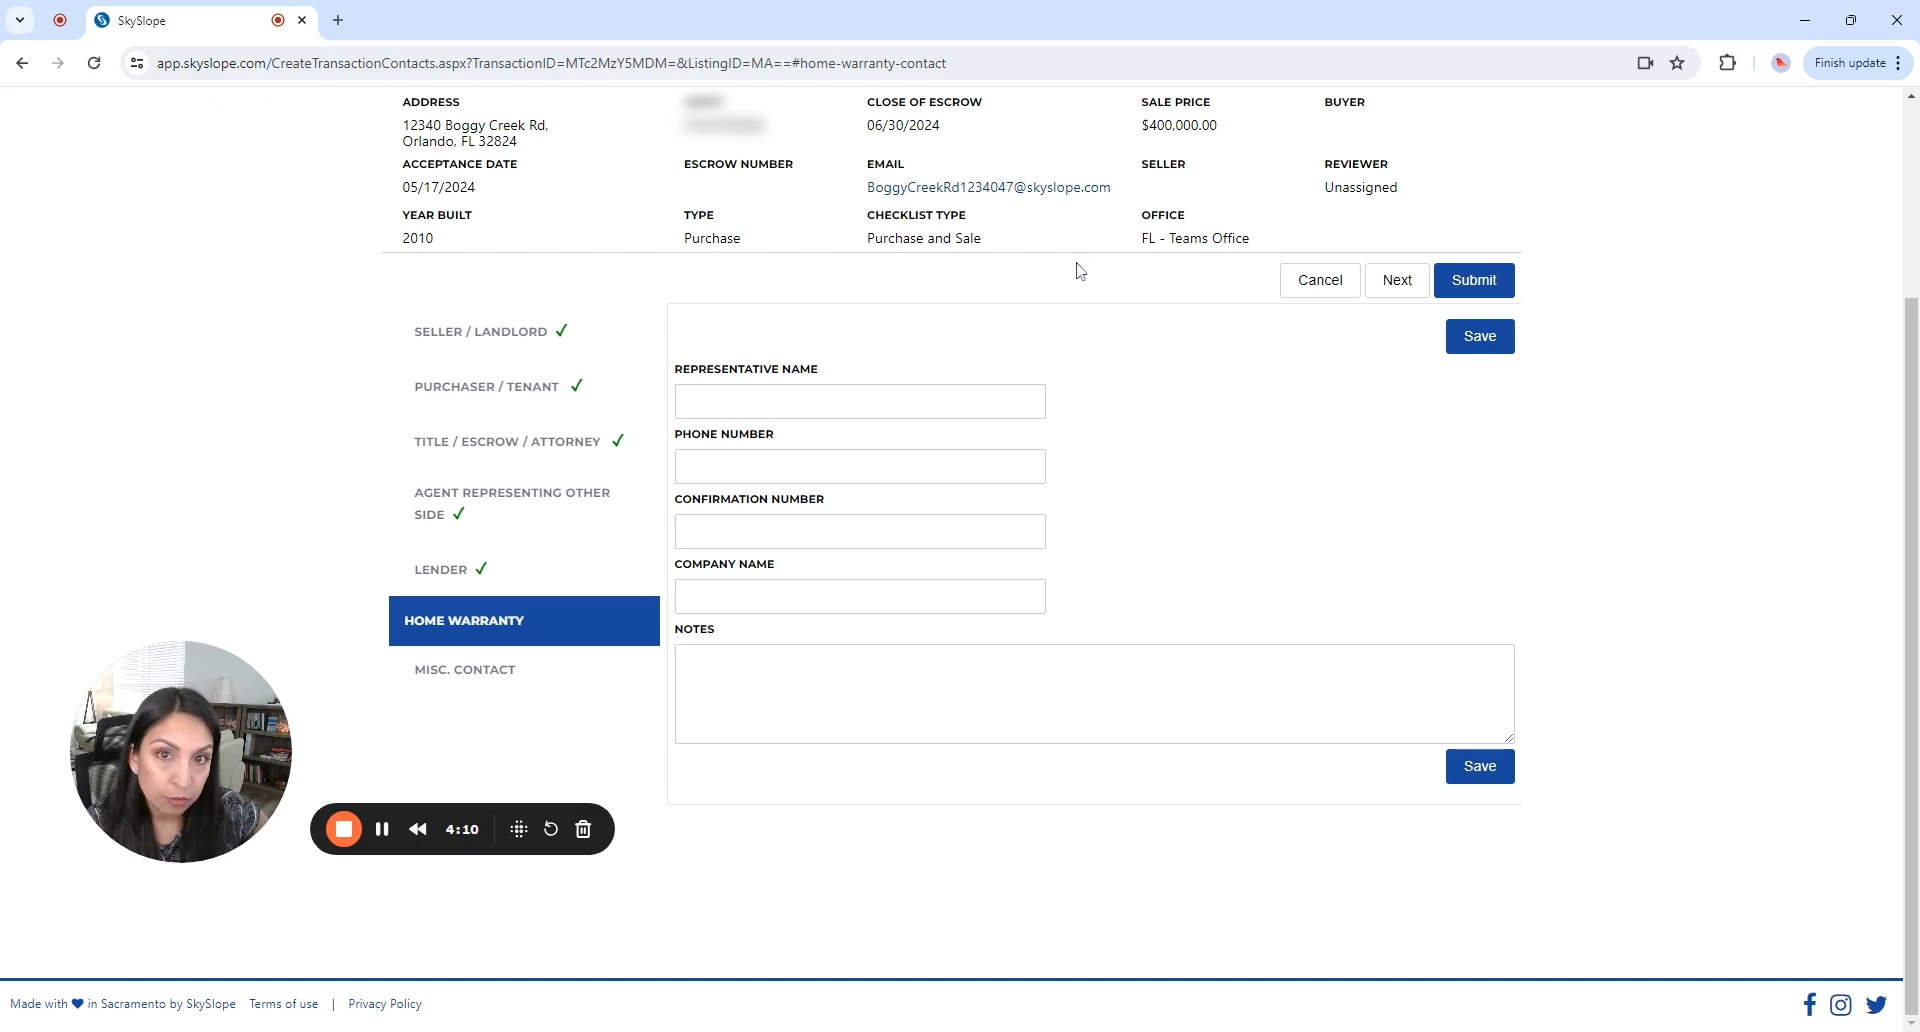 SkySlope
app.skyslope.com/CreateTransactionContacts.aspx?TransactionID=MTc2MzY5MDM=&ListingID=MA==#home-warranty-contact
Finish update
ADDRESS
CLOSE OF ESCROW
SALE PRICE
BUYER
12340 Boggy Creek Rd,
Orlando, FL 32824
06/30/2024
$400,000.00
ACCEPTANCE DATE
ESCROW NUMBER
EMAIL
SELLER
REVIEWER
05/17/2024
BoggyCreekRd1234047@skyslope.com
Unassigned
YEAR BUILT
TYPE
CHECKLIST TYPE
OFFICE
2010
Purchase
Purchase and Sale
FL - Teams Office
Cancel
Next
Submit
SELLER / LANDLORD
PURCHASER / TENANT
TITLE / ESCROW / ATTORNEY
AGENT REPRESENTING OTHER
SIDE
LENDER
HOME WARRANTY
MISC. CONTACT
Save
REPRESENTATIVE NAME
PHONE NUMBER
CONFIRMATION NUMBER
COMPANY NAME
NOTES
Save
4:10
Made with in Sacramento by SkySlope
Terms of use | Privacy Policy